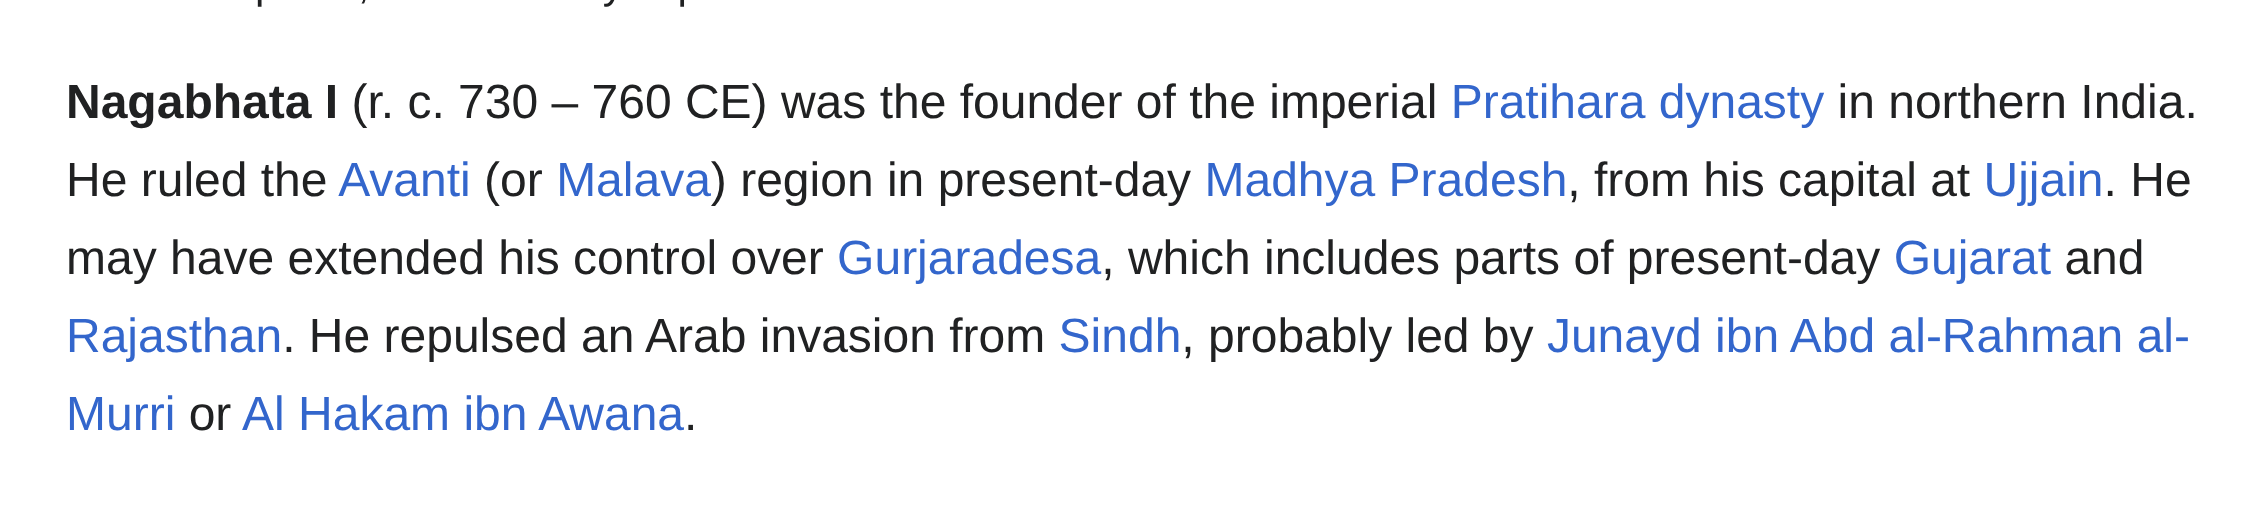 Nagabhata I (r. c. 730 – 760 CE) was the founder of the imperial Pratihara dynasty in northern India.
He ruled the Avanti (or Malava) region in present-day Madhya Pradesh, from his capital at Ujjain. He
may have extended his control over Gurjaradesa, which includes parts of present-day Gujarat and
Rajasthan. He repulsed an Arab invasion from Sindh, probably led by Junayd ibn Abd al-Rahman al-
Murri or Al Hakam ibn Awana.